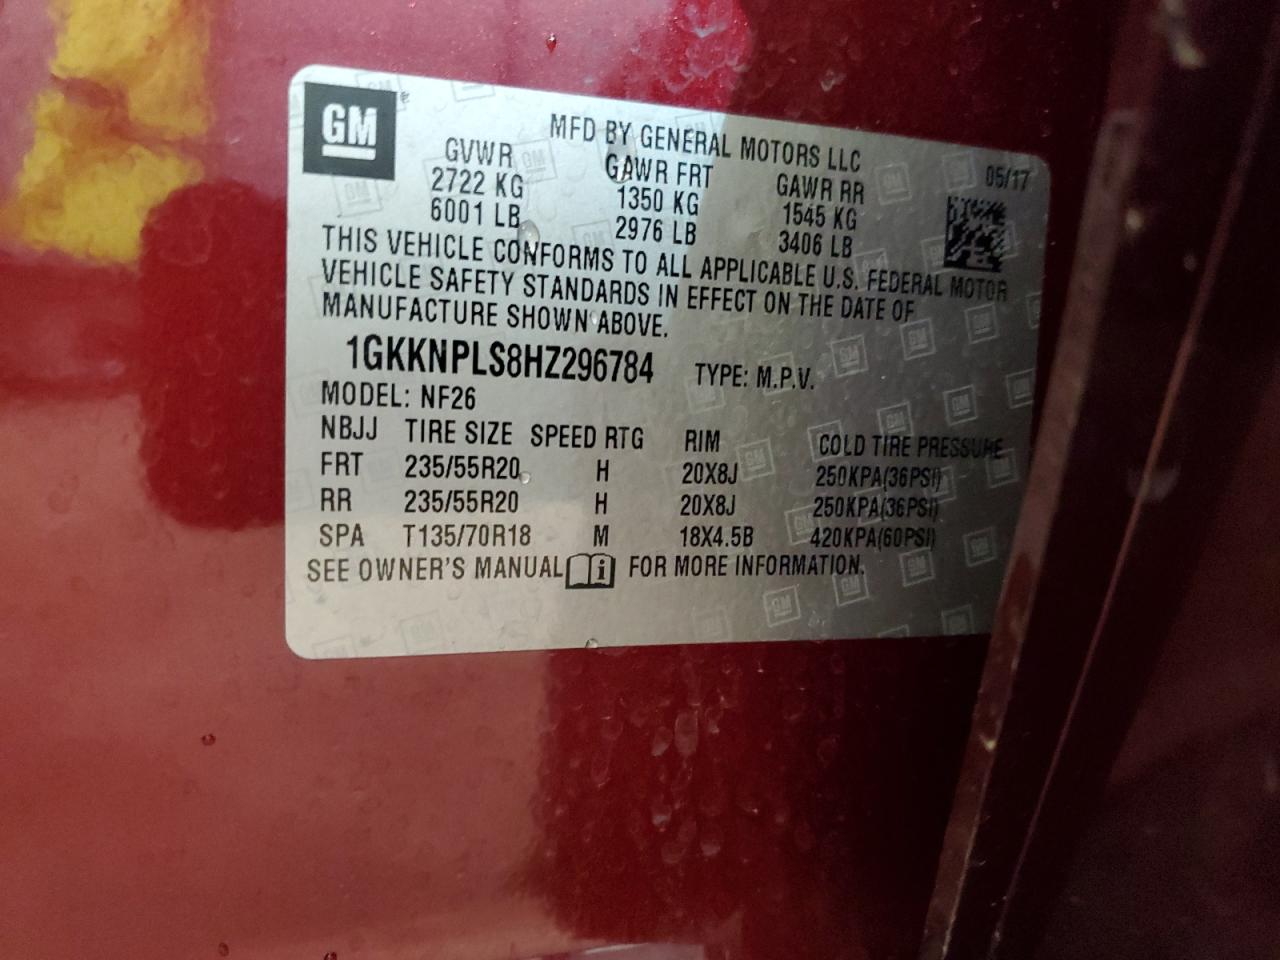 GM
MFD BY GENERAL MOTORS LLC
05/17
GVWR GAWR FRT GAWR RR
2722 KG 1350 KG 1545 KG
6001 LB 2976 LB 3406 LB
THIS VEHICLE CONFORMS TO ALL APPLICABLE U.S. FEDERAL MOTOR
VEHICLE SAFETY STANDARDS IN EFFECT ON THE DATE OF
MANUFACTURE SHOWN ABOVE.
1GKKNPLS8HZ296784 TYPE: M.P.V.
MODEL: NF26
NBJJ TIRE SIZE SPEED RTG RIM COLD TIRE PRESSURE
FRT 235/55R20 H 20X8J 250KPA(36PSI)
RR 235/55R20 H 20X8J 250KPA(36PSI)
SPA T135/70R18 M 18X4.5B 420KPA(60PSI)
SEE OWNER'S MANUAL FOR MORE INFORMATION.